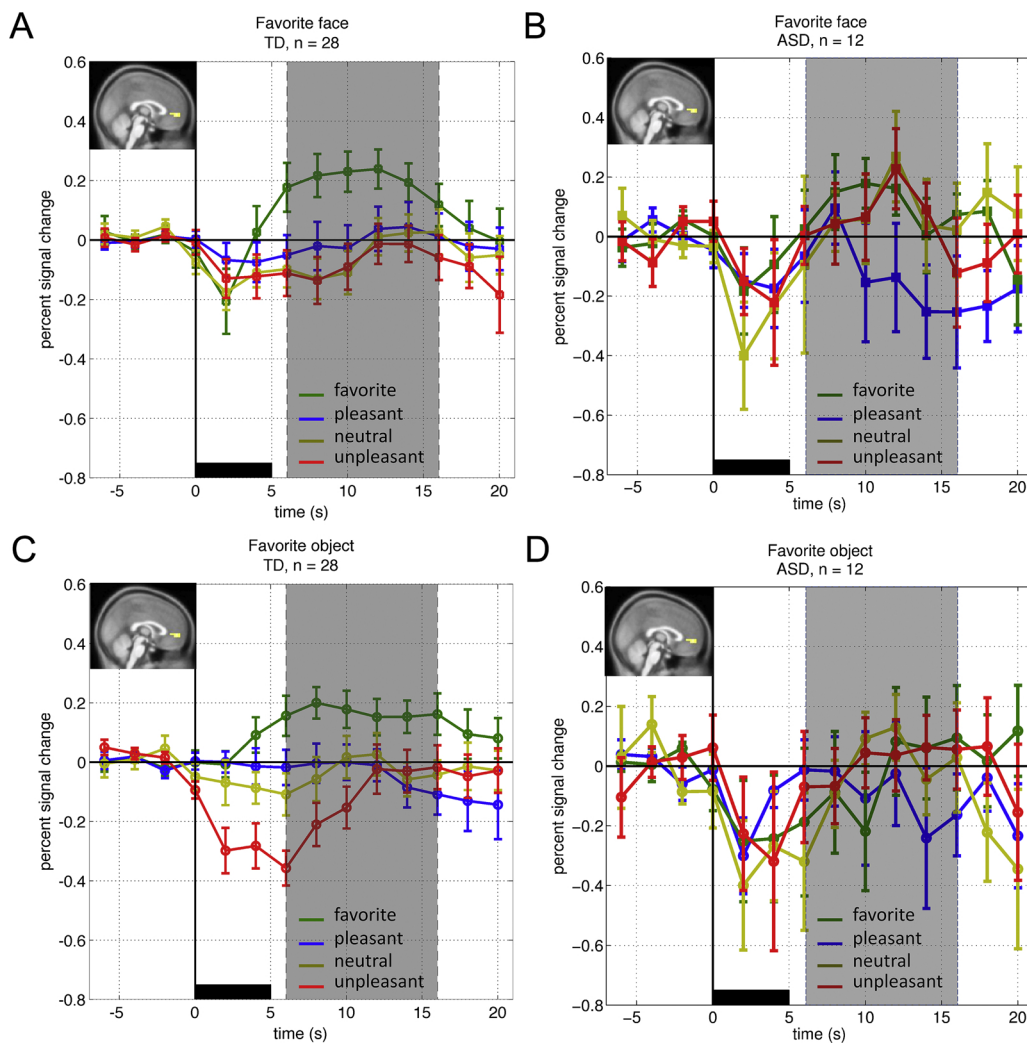 A
Favorite face
TD, n = 28
percent signal change
0.6
0.4
0.2
0
-0.2
-0.4
-0.6
-0.8
favorite
pleasant
neutral
unpleasant
-5
0
5
10
15
20
time (s)
B
Favorite face
ASD, n = 12
percent signal change
0.6
0.4
0.2
0
−0.2
−0.4
−0.6
−0.8
favorite
pleasant
neutral
unpleasant
−5
0
5
10
15
20
time (s)
C
Favorite object
TD, n = 28
percent signal change
0.6
0.4
0.2
0
-0.2
-0.4
-0.6
-0.8
favorite
pleasant
neutral
unpleasant
-5
0
5
10
15
20
time (s)
D
Favorite object
ASD, n = 12
percent signal change
0.6
0.4
0.2
0
−0.2
−0.4
−0.6
−0.8
favorite
pleasant
neutral
unpleasant
−5
0
5
10
15
20
time (s)